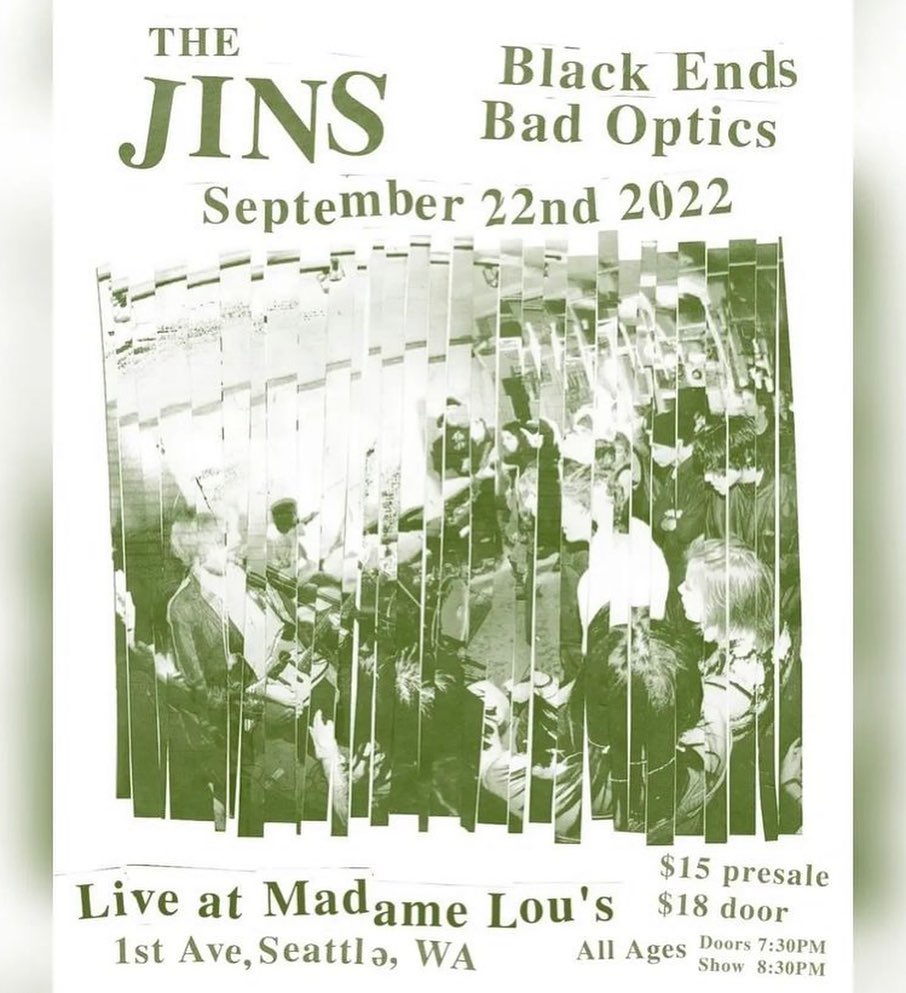 THE
JINS
Black Ends
Bad Optics
September 22nd 2022
Live at Madame Lou's
1st Ave, Seattlə, WA
$15 presale
$18 door
All Ages
Doors 7:30PM
Show 8:30PM